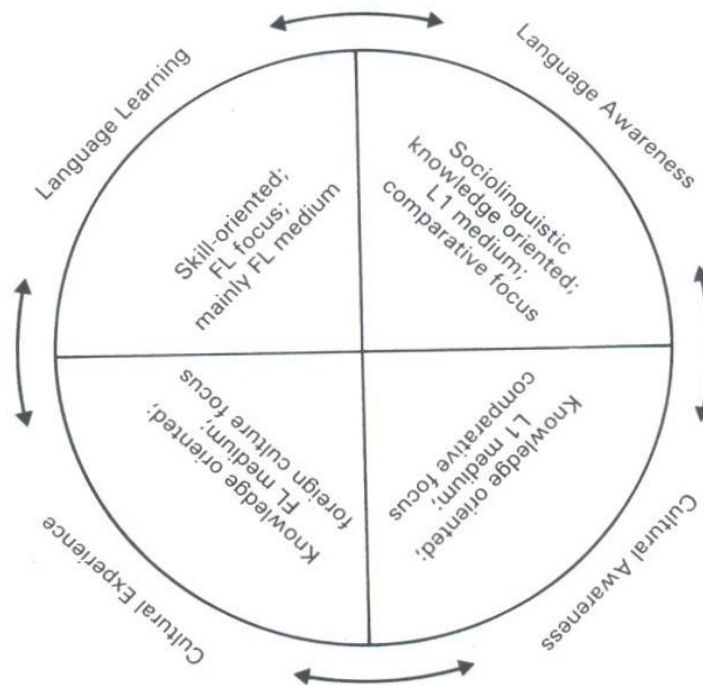 Language Learning
Language Awareness
Skill-oriented;
FL focus;
mainly FL medium
Sociolinguistic
knowledge oriented;
L1 medium;
comparative focus
Knowledge oriented;
FL medium;
foreign culture focus
Knowledge oriented;
L1 medium;
comparative focus
Cultural Experience
Cultural Awareness